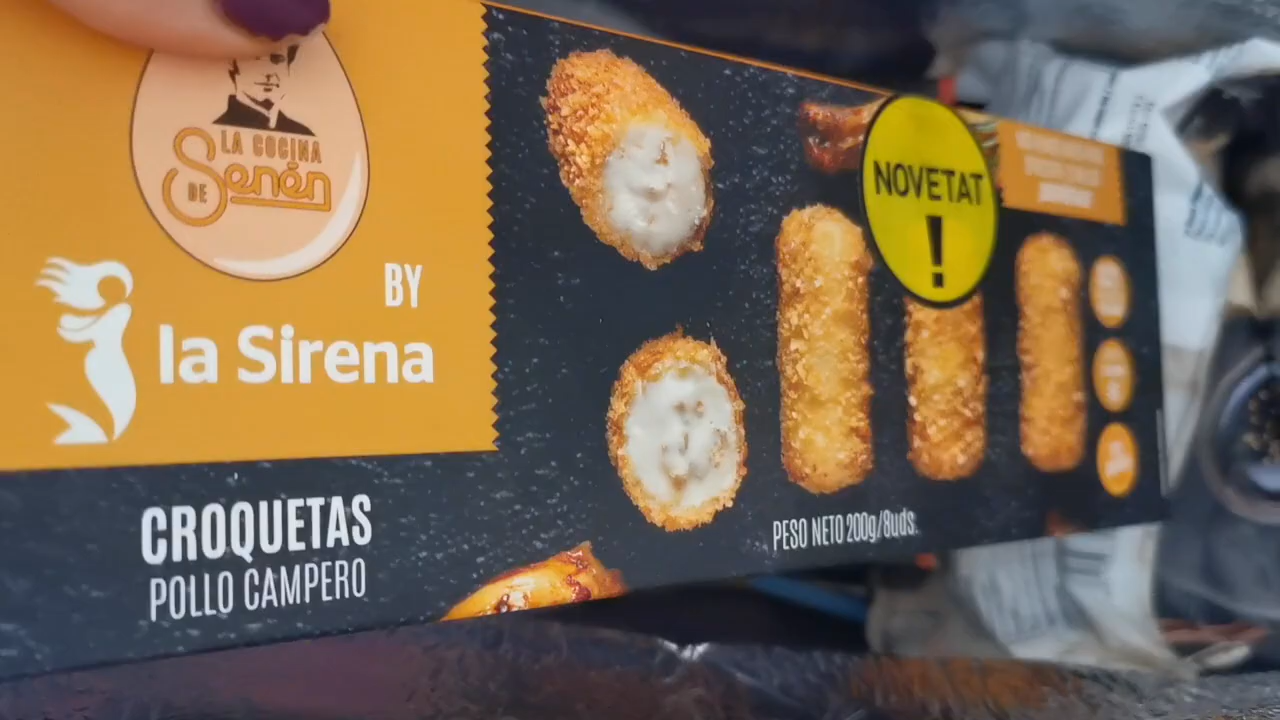 LA COCINA
DE Senén
BY
la Sirena
CROQUETAS
POLLO CAMPERO
NOVETAT
!
PESO NETO 200g/8uds.